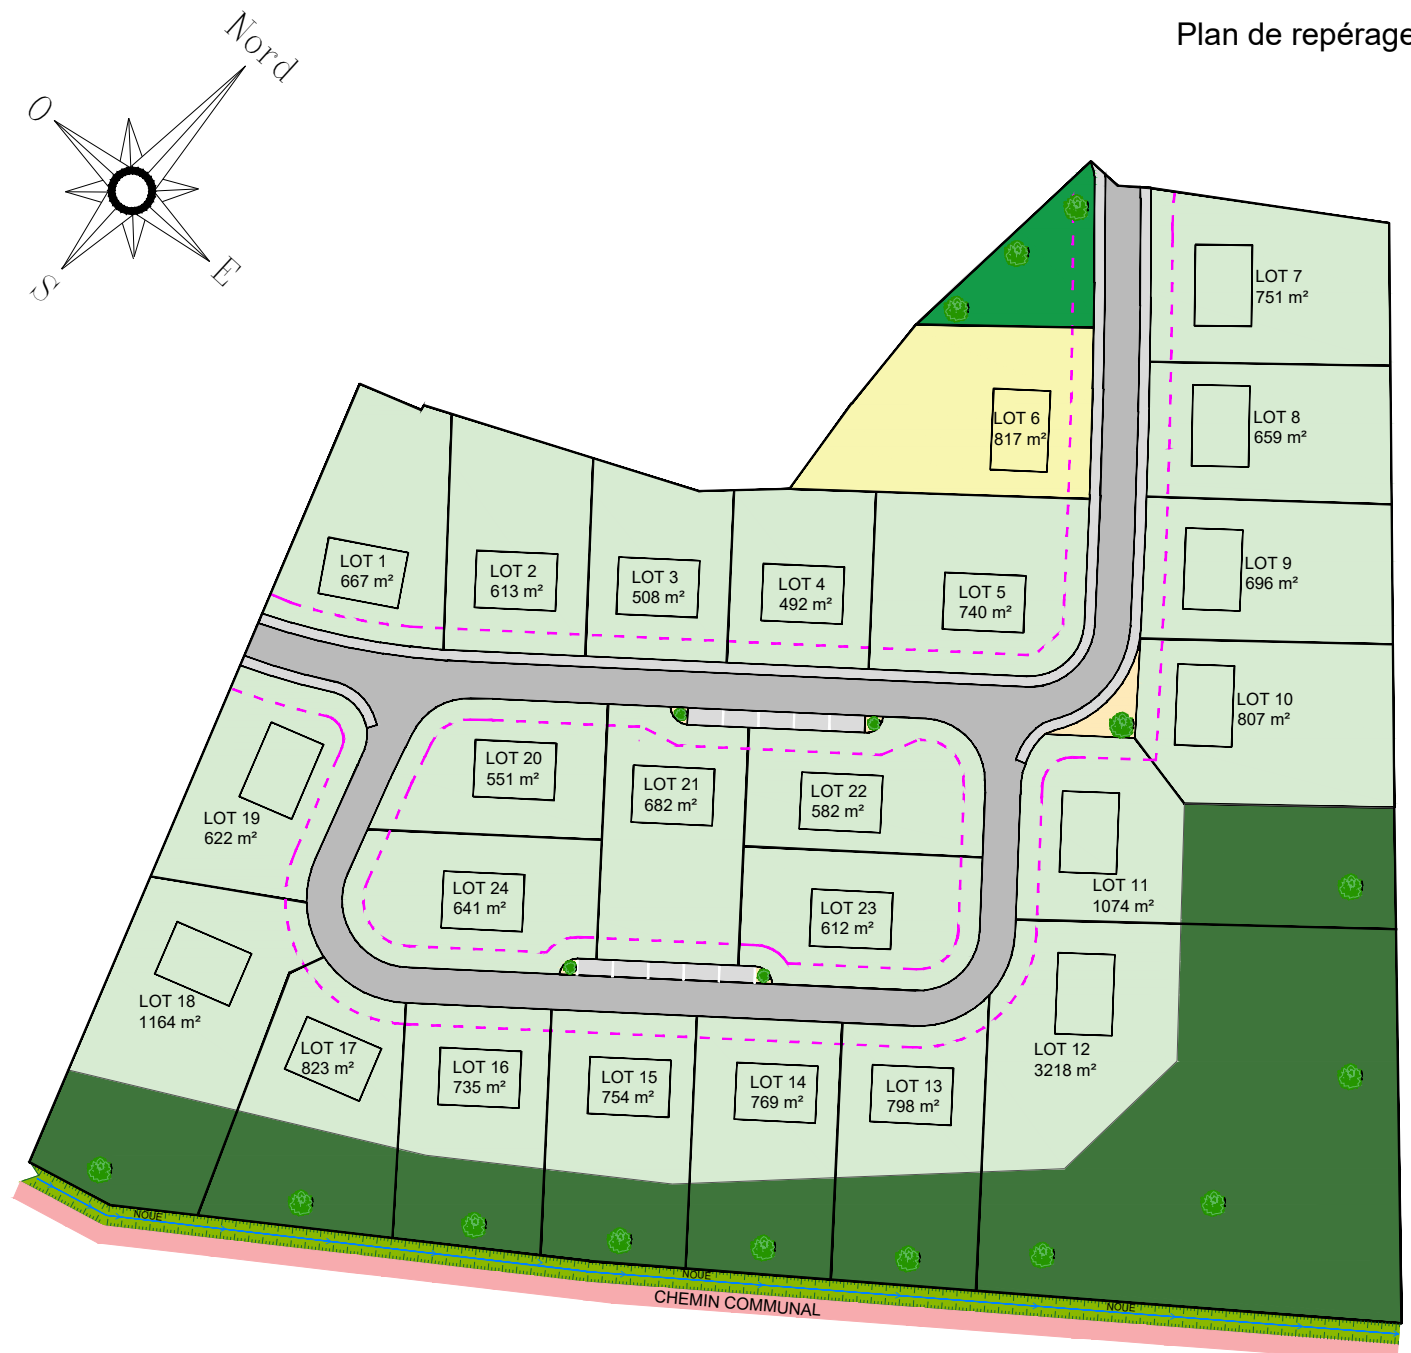 Plan de repérage
Nord
O
S
E
LOT 7
751 m²
LOT 6
817 m²
LOT 8
659 m²
LOT 1
667 m²
LOT 2
613 m²
LOT 3
508 m²
LOT 4
492 m²
LOT 5
740 m²
LOT 9
696 m²
LOT 10
807 m²
LOT 19
622 m²
LOT 20
551 m²
LOT 21
682 m²
LOT 22
582 m²
LOT 24
641 m²
LOT 23
612 m²
LOT 11
1074 m²
LOT 18
1164 m²
LOT 17
823 m²
LOT 16
735 m²
LOT 15
754 m²
LOT 14
769 m²
LOT 13
798 m²
LOT 12
3218 m²
NOUE
NOUE
NOUE
CHEMIN COMMUNAL